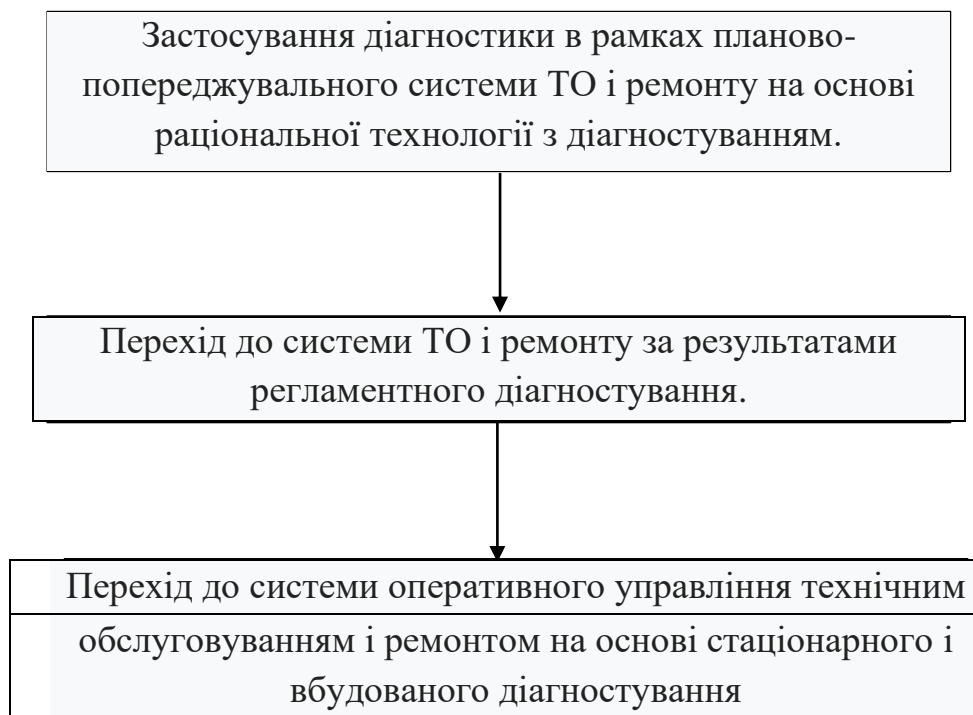 Застосування діагностики в рамках планово-
попереджувального системи ТО і ремонту на основі
раціональної технології з діагностуванням.
Перехід до системи ТО і ремонту за результатами
регламентного діагностування.
Перехід до системи оперативного управління технічним
обслуговуванням і ремонтом на основі стаціонарного і
вбудованого діагностування